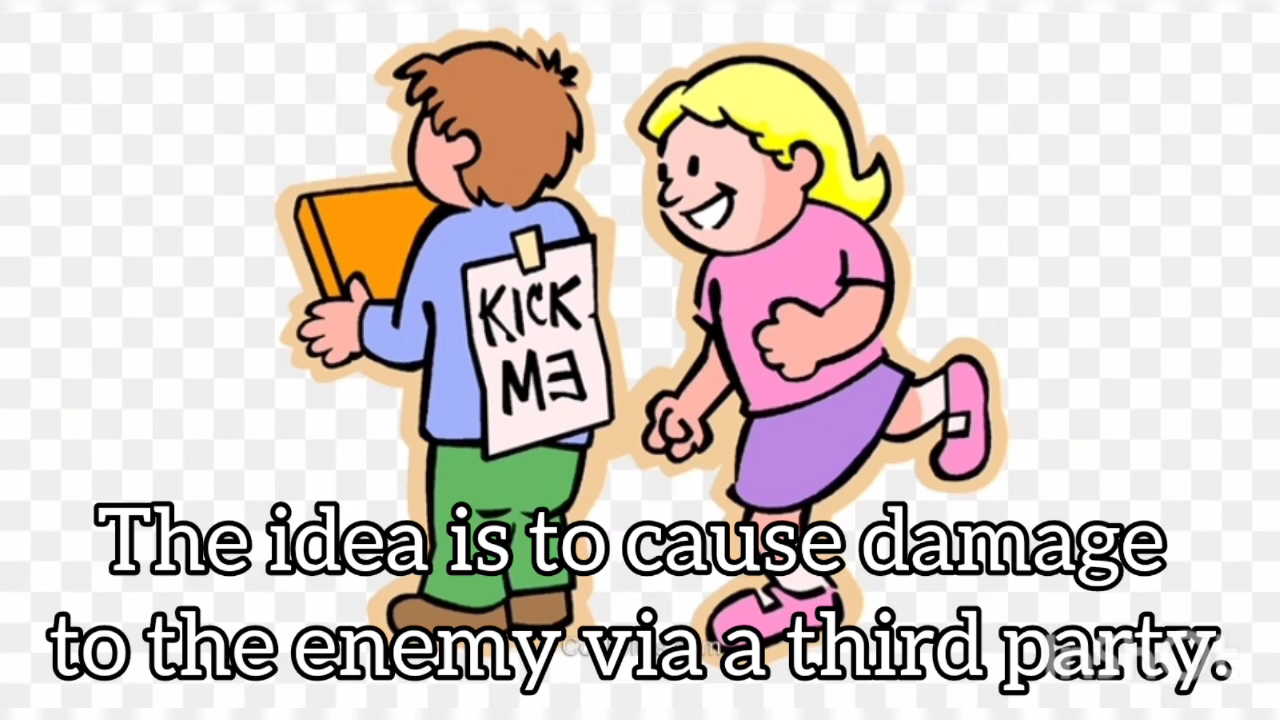 KICK
ME
The idea is to cause damage
to the enemy via a third party.